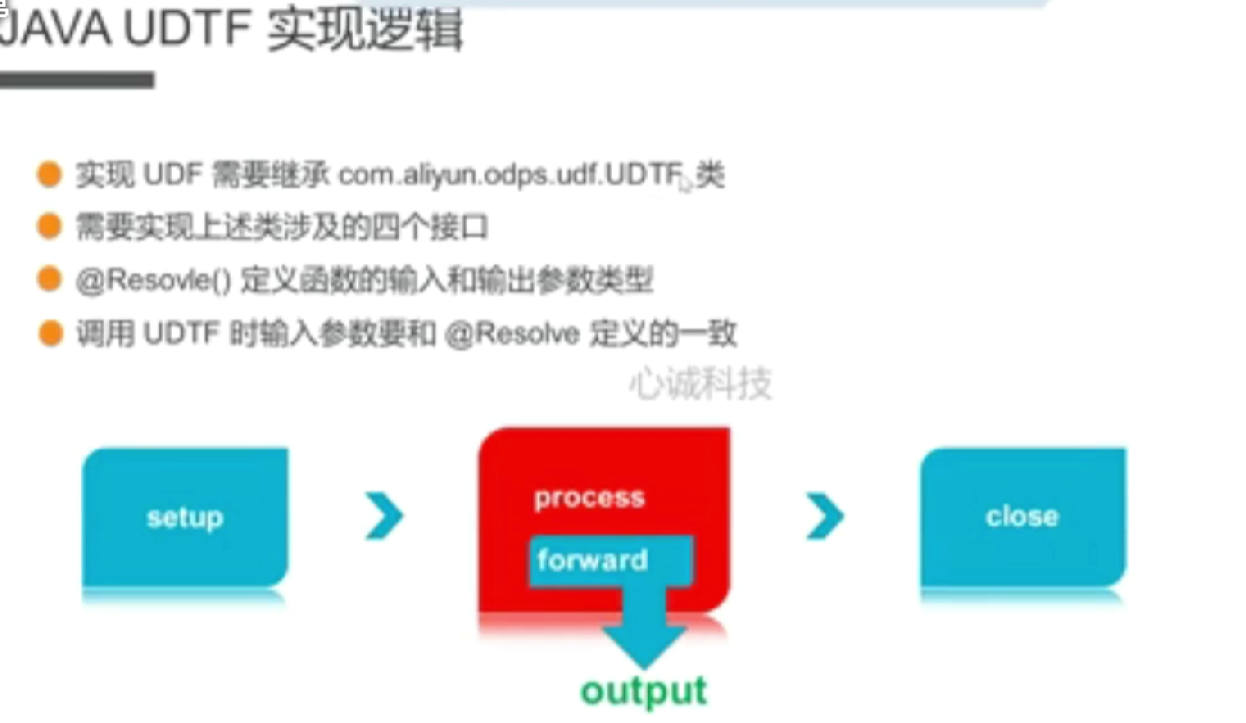 JAVA UDTF 实现逻辑
实现 UDF 需要继承 com.aliyun.odps.udf.UDTF 类
需要实现上述类涉及的四个接口
@Resovle() 定义函数的输入和输出参数类型
调用 UDTF 时输入参数要和 @Resolve 定义的一致
心诚科技
setup
process
forward
close
output